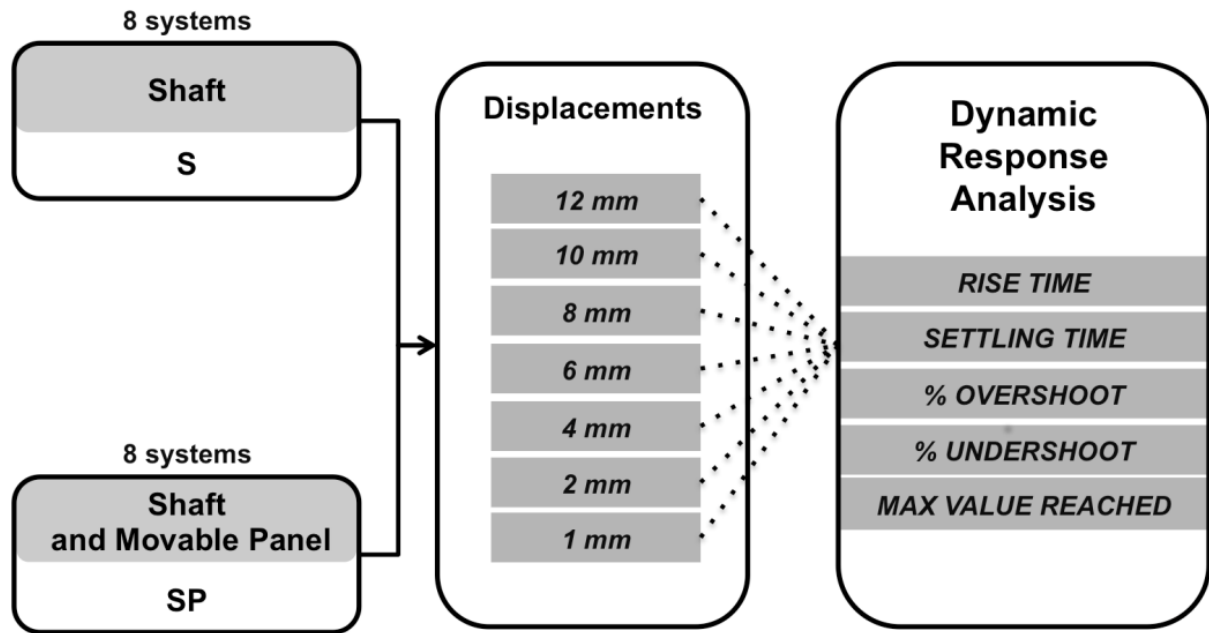 8 systems
Shaft
S
8 systems
Shaft
and Movable Panel
SP
Displacements
12 mm
10 mm
8 mm
6 mm
4 mm
2 mm
1 mm
Dynamic
Response
Analysis
RISE TIME
SETTLING TIME
% OVERSHOOT
% UNDERSHOOT
MAX VALUE REACHED